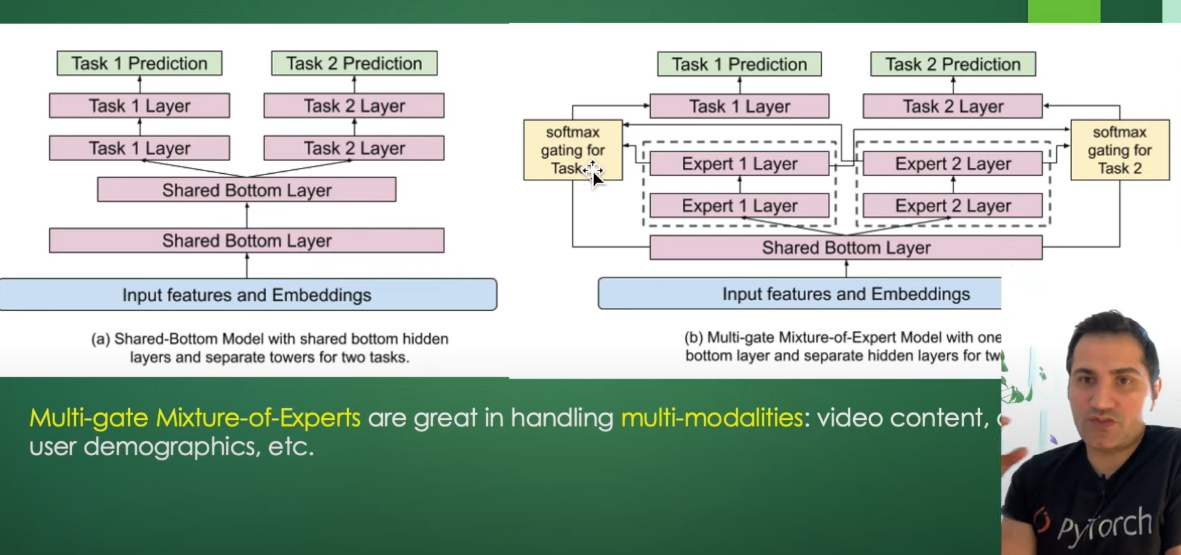 Task 1 Prediction
Task 2 Prediction
Task 1 Layer
Task 2 Layer
Task 1 Layer
Task 2 Layer
Shared Bottom Layer
Shared Bottom Layer
Input features and Embeddings
(a) Shared-Bottom Model with shared bottom hidden
layers and separate towers for two tasks.
Task 1 Prediction
Task 2 Prediction
Task 1 Layer
Task 2 Layer
softmax
gating for
Task
softmax
gating for
Task 2
Expert 1 Layer
Expert 2 Layer
Expert 1 Layer
Expert 2 Layer
Shared Bottom Layer
Input features and Embeddings
(b) Multi-gate Mixture-of-Expert Model with one
bottom layer and separate hidden layers for
Multi-gate Mixture-of-Experts are great in handling multi-modalities: video content,
user demographics, etc.
PyTorch